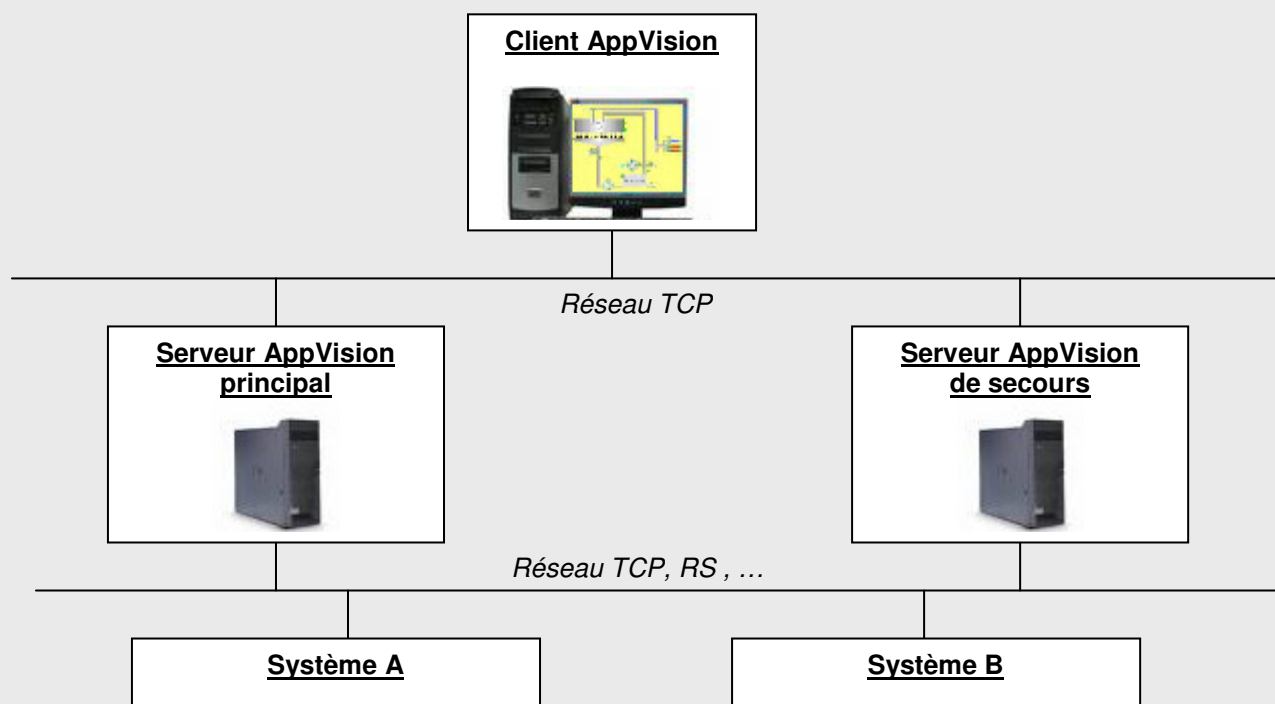 Client AppVision
Réseau TCP
Serveur AppVision
principal
Serveur AppVision
de secours
Réseau TCP, RS , …
Système A
Système B